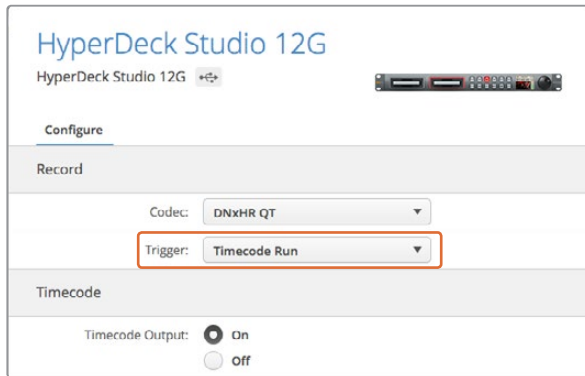 HyperDeck Studio 12G
HyperDeck Studio 12G
Configure
Record
Codec: DNxHR QT
Trigger: Timecode Run
Timecode
Timecode Output: On
Off